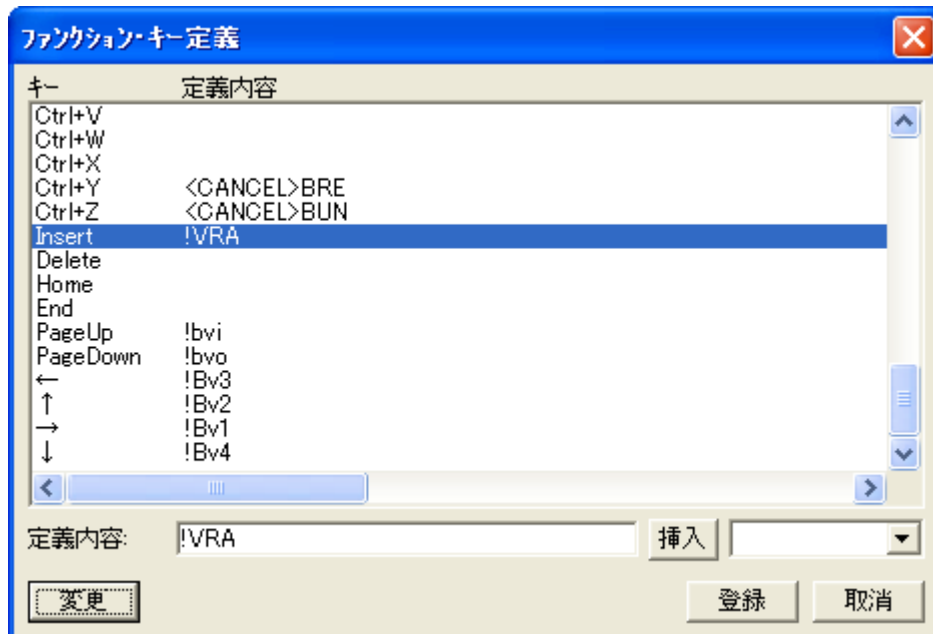 ファンクション・キー定義
キー 定義内容
Ctrl+V
Ctrl+W
Ctrl+X
Ctrl+Y <CANCEL>BRE
Ctrl+Z <CANCEL>BUN
Insert !VRA
Delete
Home
End
PageUp !bvi
PageDown !bvo
← !Bv3
↑ !Bv2
→ !Bv1
↓ !Bv4
定義内容: !VRA 挿入
変更 登録 取消